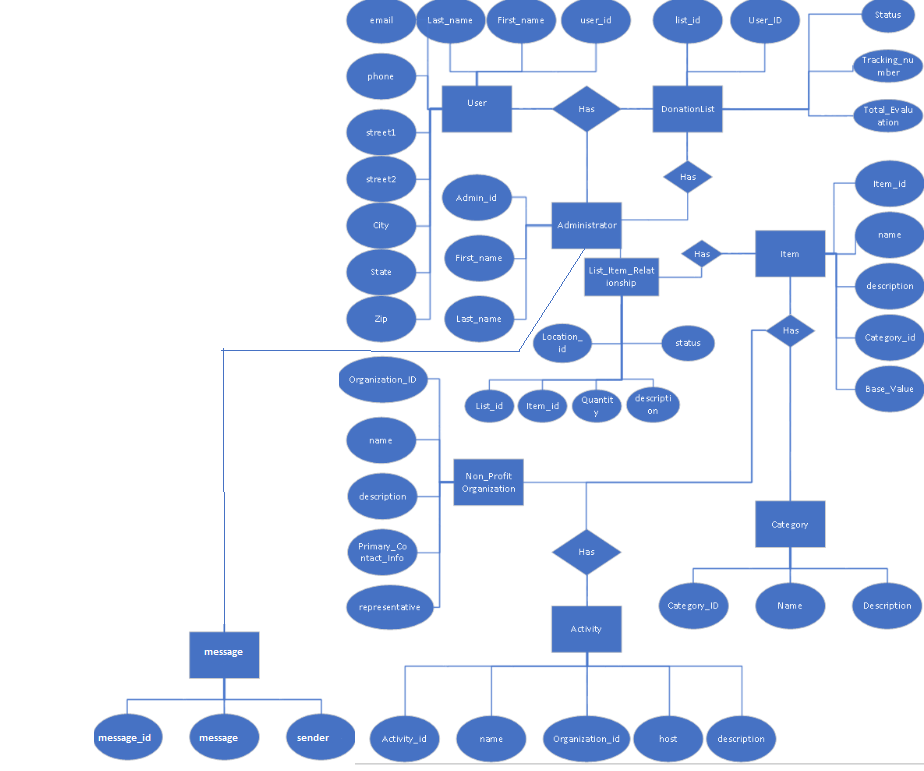 email
Last_name
First_name
user_id
list_id
User_ID
Status
phone
Tracking_nu
mber
User
Has
DonationList
Total_Evalu
ation
street1
street2
Has
Item_id
Admin_id
City
Administrator
name
First_name
Has
Item
State
List_Item_Relat
ionship
description
Zip
Last_name
Has
Location_
id
status
Category_id
Organization_ID
Base_Value
List_id
Item_id
Quantit
y
descripti
on
name
Non_Profit
Organization
description
Category
Primary_Co
ntact_Info
Has
representative
Category_ID
Name
Description
Activity
message
message_id
message
sender
Activity_id
name
Organization_id
host
description